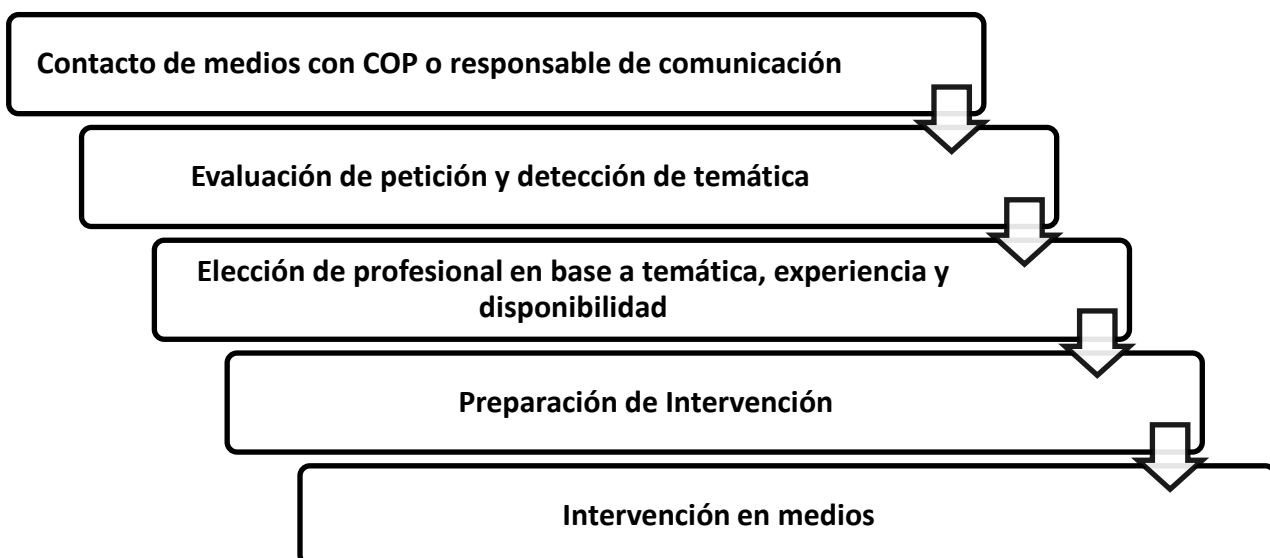 Contacto de medios con COP o responsable de comunicación
Evaluación de petición y detección de temática
Elección de profesional en base a temática, experiencia y
disponibilidad
Preparación de Intervención
Intervención en medios